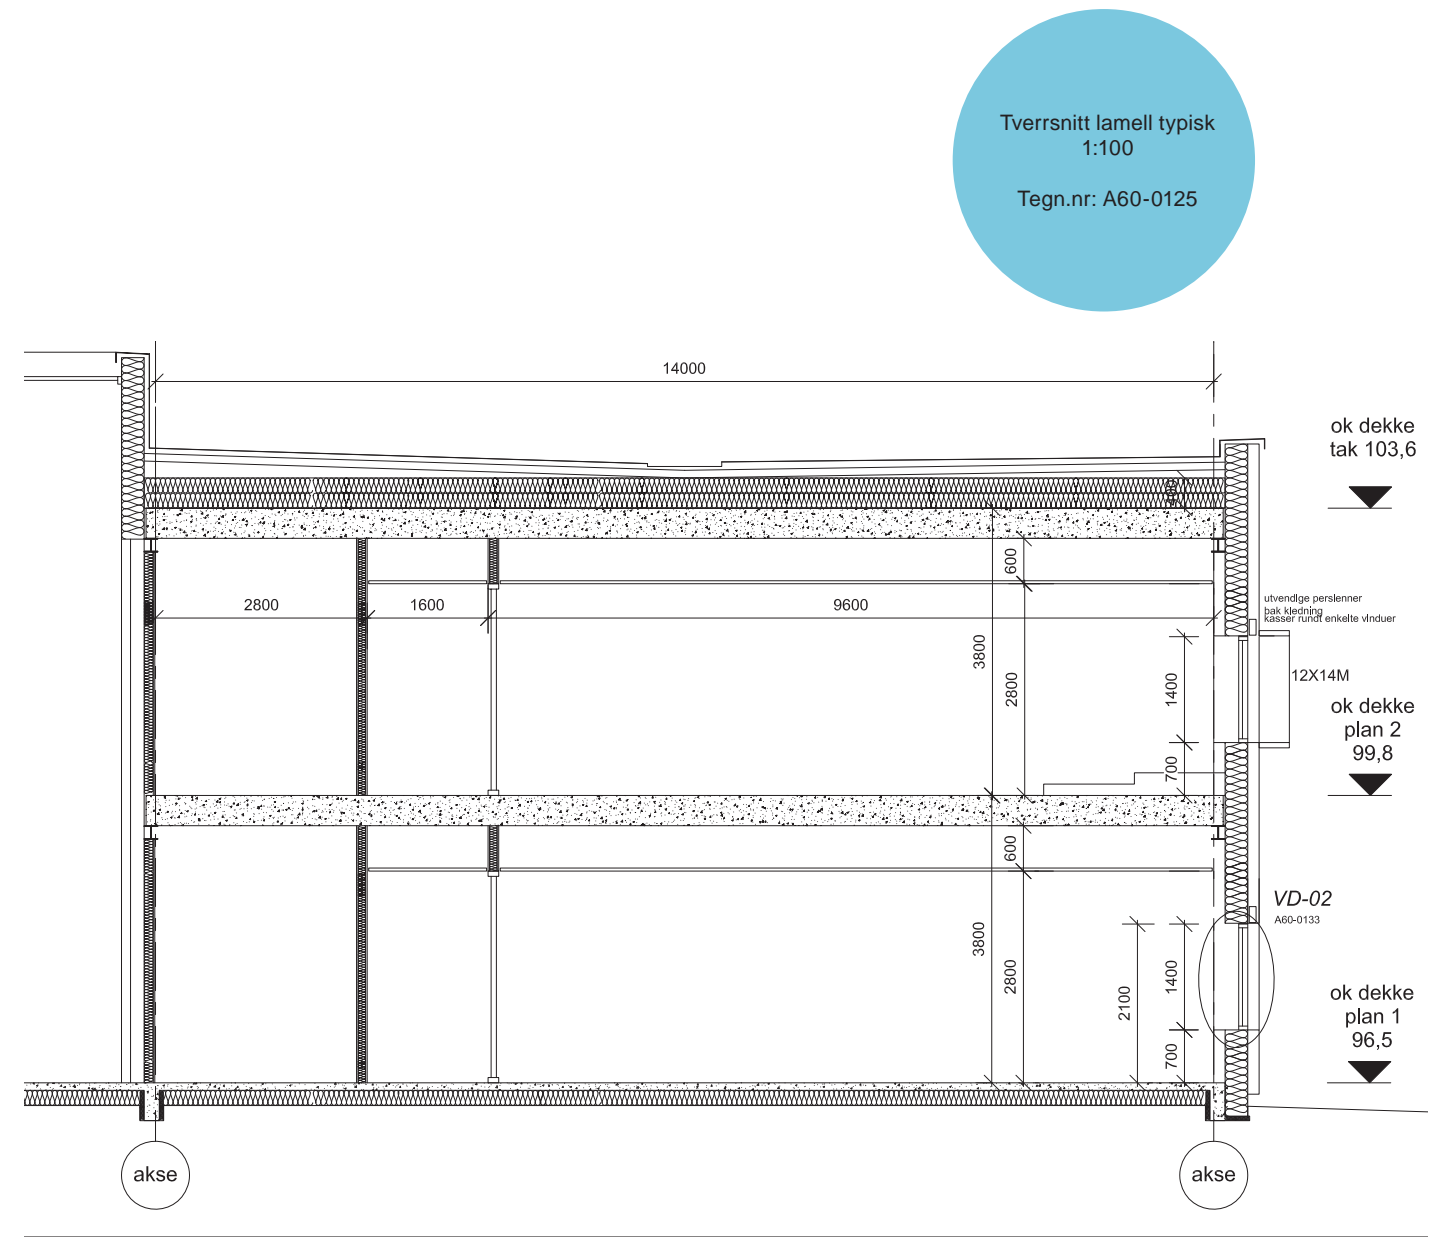 Tverrsnitt lamell typisk
1:100
Tegn.nr: A60-0125
14000
ok dekke
tak 103,6
400
600
2800
1600
9600
utvendige persienner
bak kledning
kasser rundt enkelte vinduer
3800
2800
1400
12X14M
ok dekke
plan 2
99,8
700
600
VD-02
A60-0133
3800
2800
2100
1400
ok dekke
plan 1
96,5
700
akse
akse